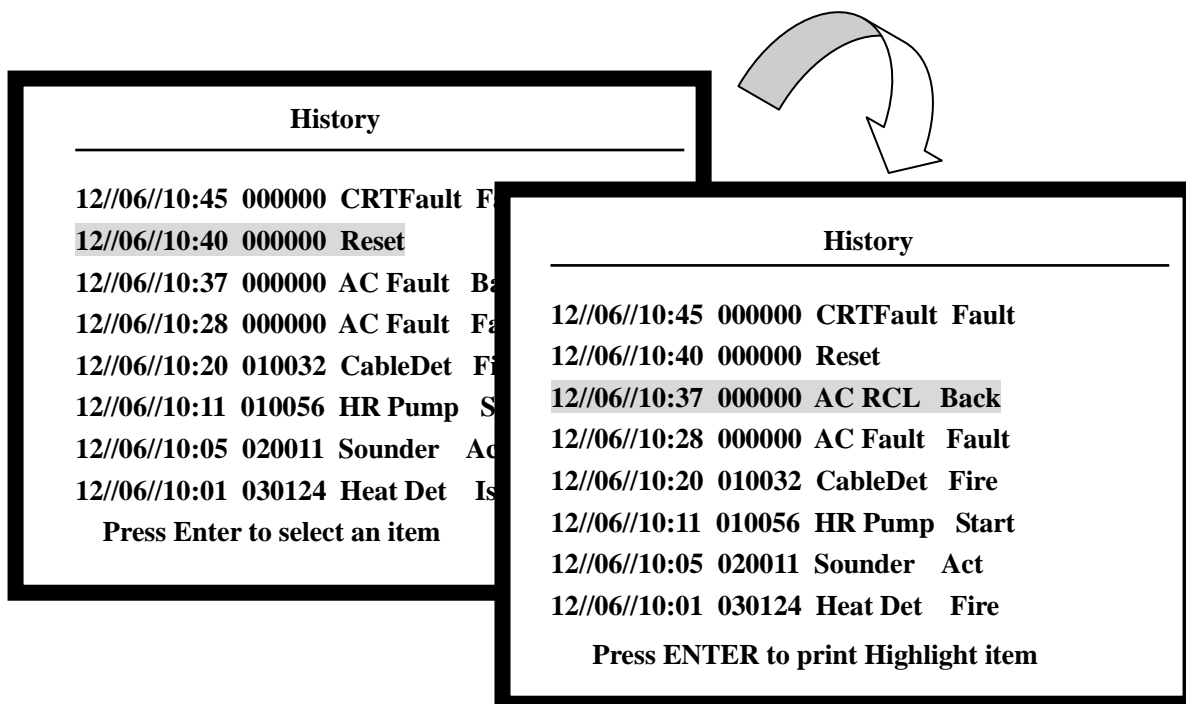 History
12//06//10:45 000000 CRTFault
12//06//10:40 000000 Reset
12//06//10:37 000000 AC Fault
12//06//10:28 000000 AC Fault
12//06//10:20 010032 CableDet
12//06//10:11 010056 HR Pump
12//06//10:05 020011 Sounder
12//06//10:01 030124 Heat Det
Press Enter to select an item
History
12//06//10:45 000000 CRTFault Fault
12//06//10:40 000000 Reset
12//06//10:37 000000 AC RCL Back
12//06//10:28 000000 AC Fault Fault
12//06//10:20 010032 CableDet Fire
12//06//10:11 010056 HR Pump Start
12//06//10:05 020011 Sounder Act
12//06//10:01 030124 Heat Det Fire
Press ENTER to print Highlight item